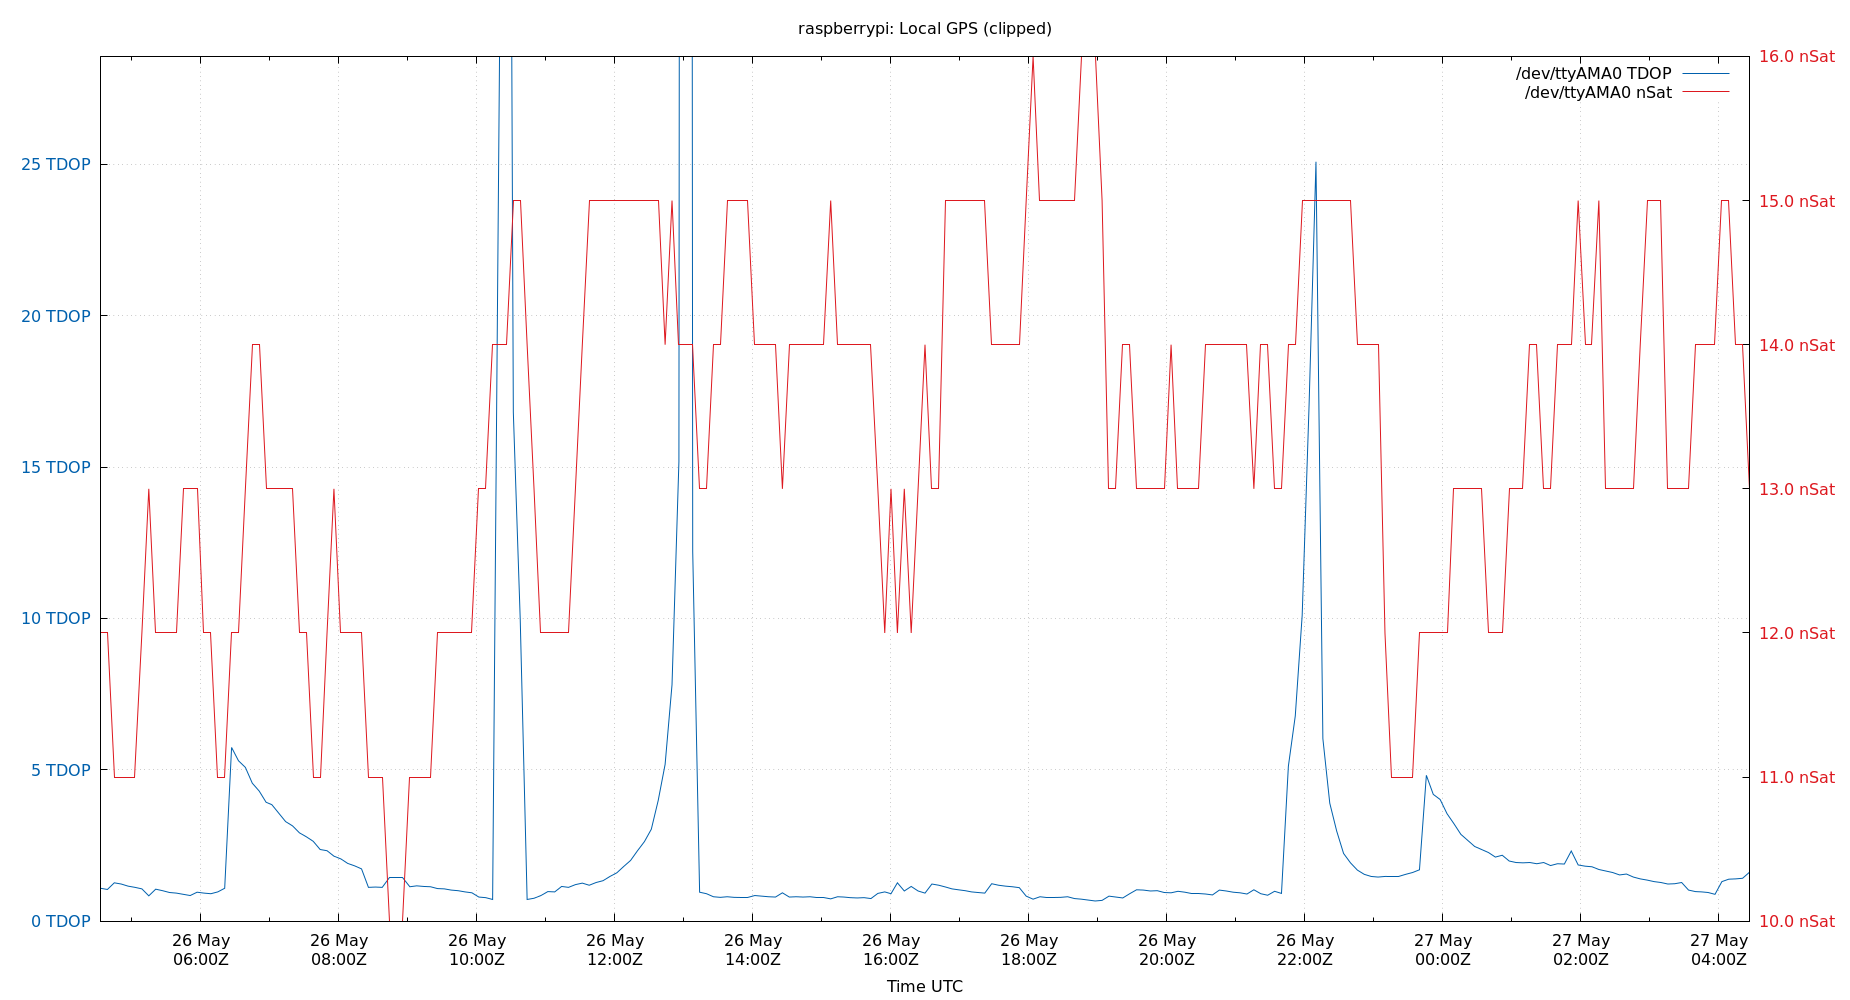 raspberrypi: Local GPS (clipped)
16.0 nSat
/dev/ttyAMA0 TDOP
/dev/ttyAMA0 nSat
25 TDOP
15.0 nSat
20 TDOP
14.0 nSat
15 TDOP
13.0 nSat
10 TDOP
12.0 nSat
5 TDOP
11.0 nSat
0 TDOP
10.0 nSat
26 May 26 May 26 May 26 May 26 May 26 May 26 May 26 May 26 May 27 May 27 May 27 May
06:00Z 08:00Z 10:00Z 12:00Z 14:00Z 16:00Z 18:00Z 20:00Z 22:00Z 00:00Z 02:00Z 04:00Z
Time UTC